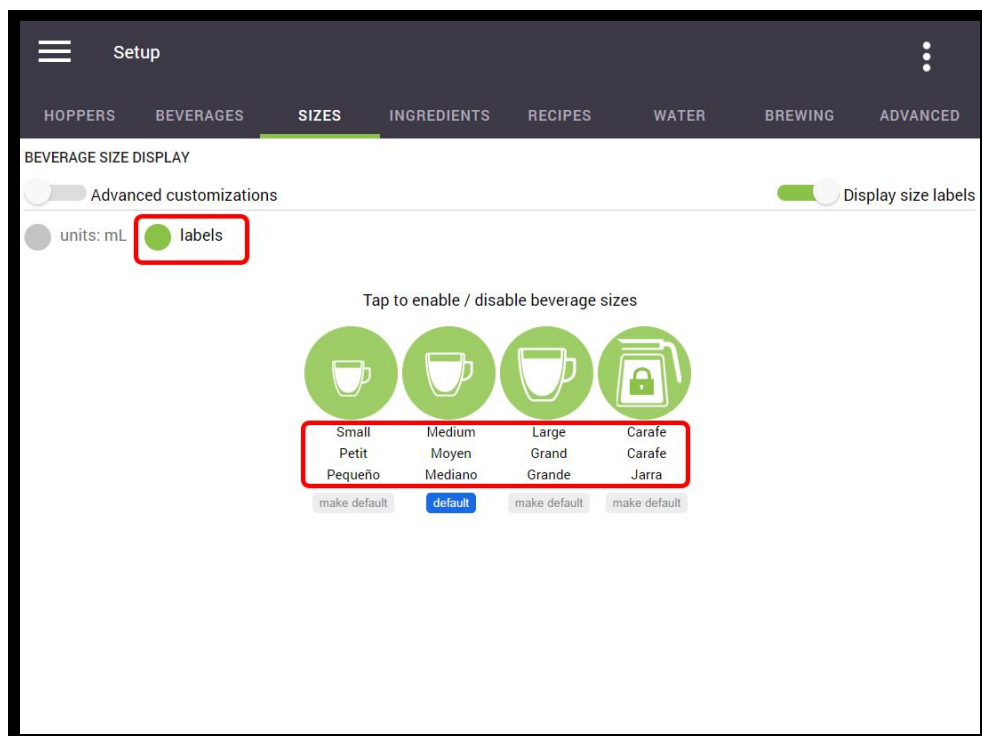 Setup
HOPPERS BEVERAGES SIZES INGREDIENTS RECIPES WATER BREWING ADVANCED
BEVERAGE SIZE DISPLAY
Advanced customizations Display size labels
units: mL labels
Tap to enable / disable beverage sizes
Small Medium Large Carafe
Petit Moyen Grand Carafe
Pequeño Mediano Grande Jarra
make default default make default make default